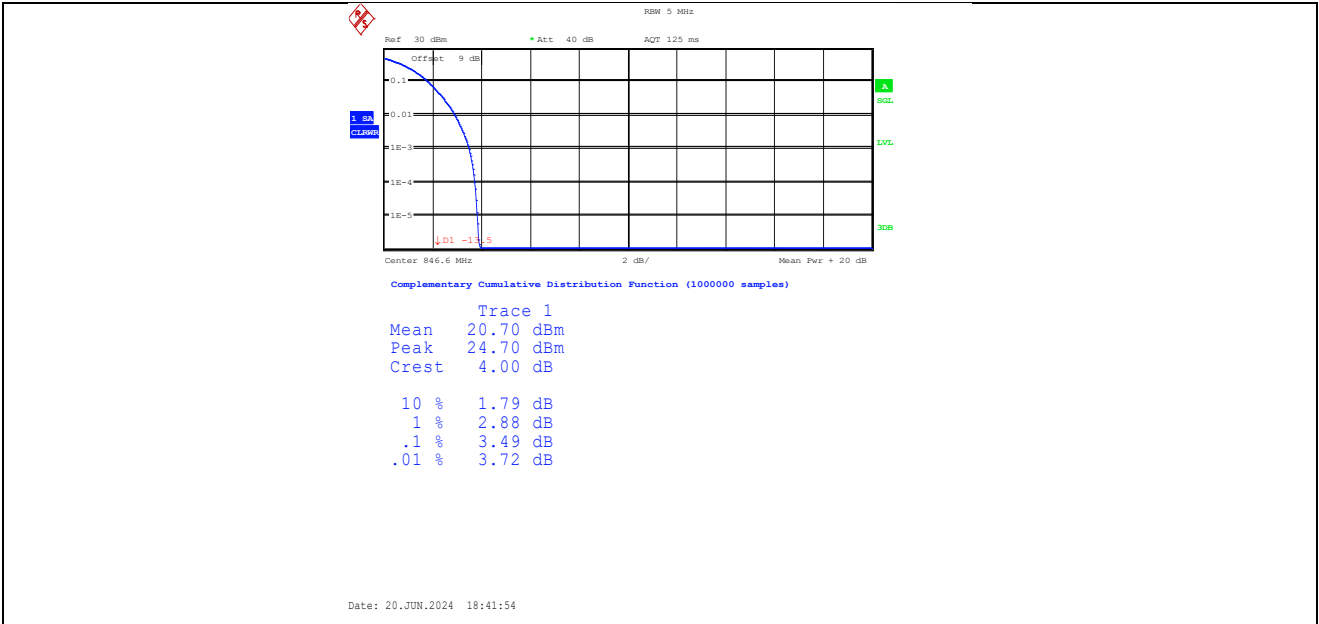 RBW 5 MHz
Ref 30 dBm * Att 40 dB AQT 125 ms
Offset 9 dB
0.1
A
SGL
0.01
1 SA
CLRWR
LVL
1E-3
1E-4
1E-5
3DB
↓D1 -13.5
Center 846.6 MHz 2 dB/ Mean Pwr + 20 dB
Complementary Cumulative Distribution Function (1000000 samples)
Trace 1
Mean 20.70 dBm
Peak 24.70 dBm
Crest 4.00 dB
10 % 1.79 dB
1 % 2.88 dB
.1 % 3.49 dB
.01 % 3.72 dB
Date: 20.JUN.2024 18:41:54